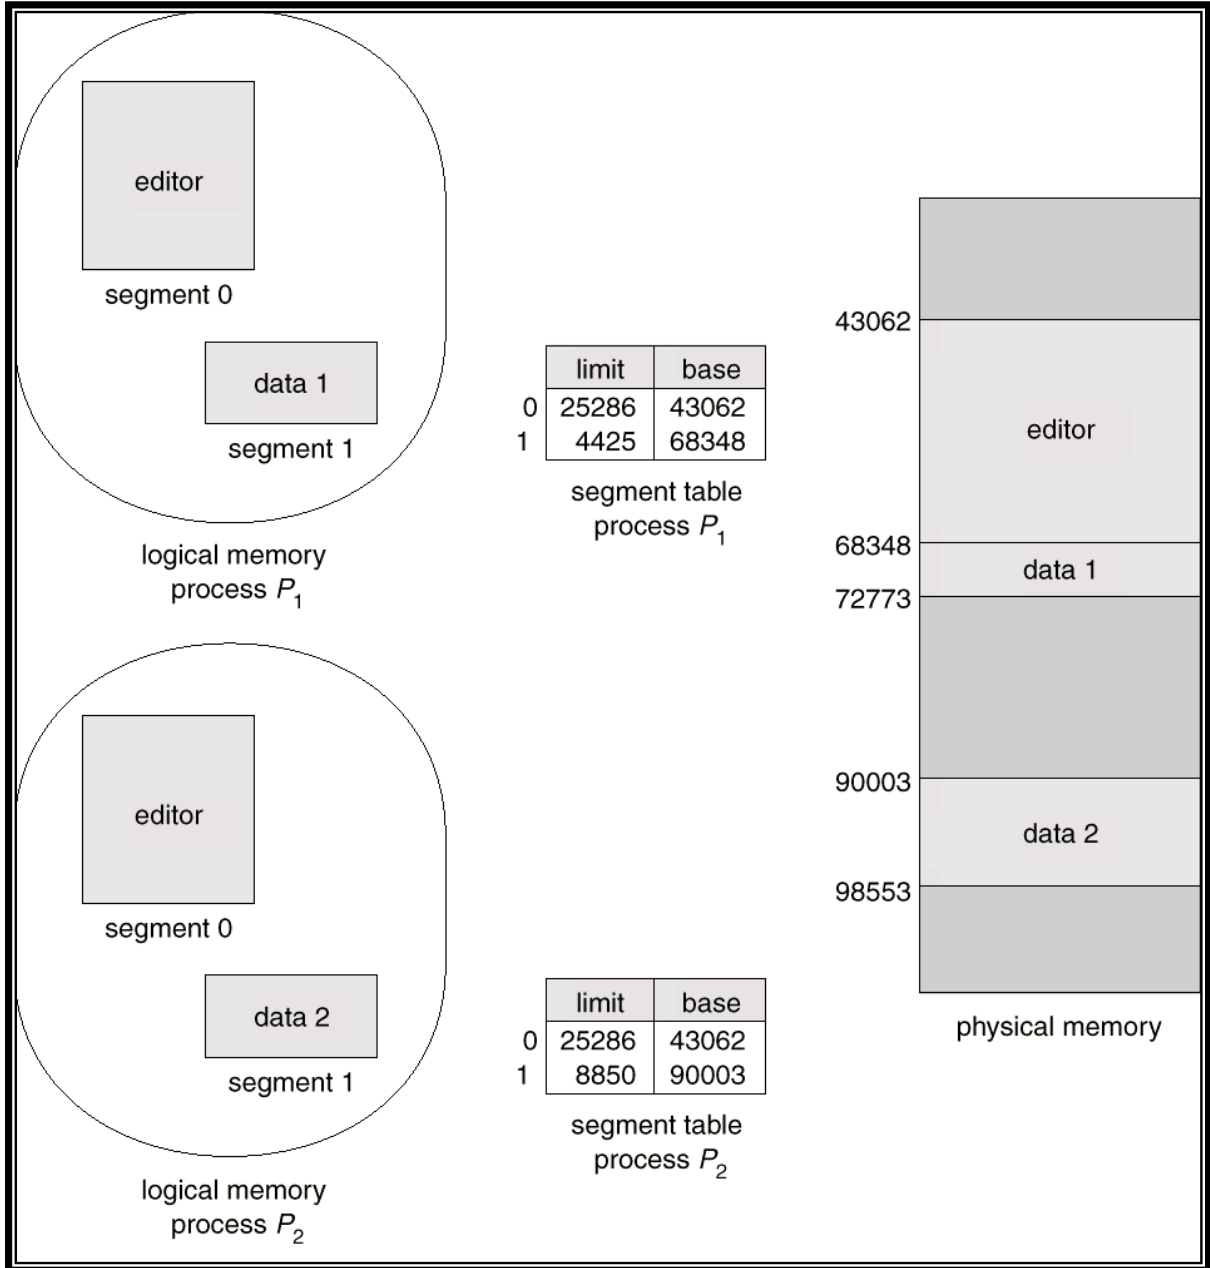 editor
segment 0
data 1
segment 1
logical memory
process P1
limit base
0 25286 43062
1 4425 68348
segment table
process P1
43062
editor
68348
data 1
72773
90003
data 2
98553
physical memory
editor
segment 0
data 2
segment 1
logical memory
process P2
limit base
0 25286 43062
1 8850 90003
segment table
process P2